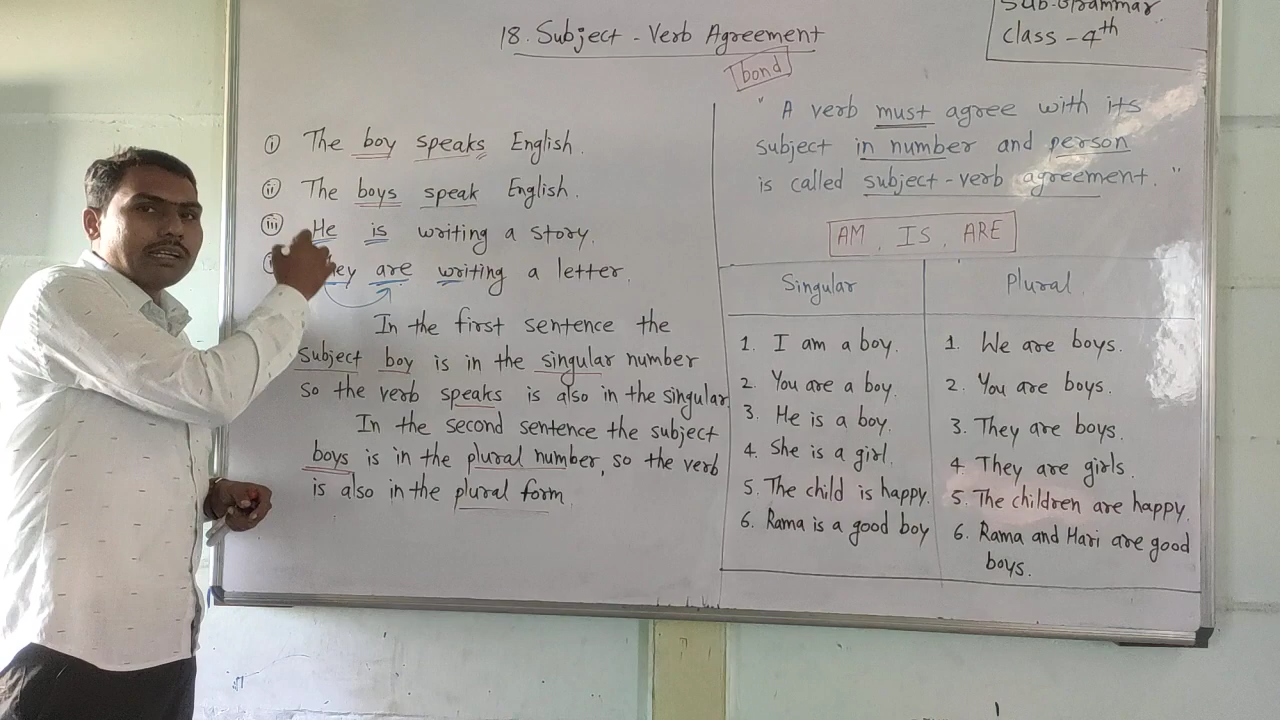 18. Subject - Verb Agreement
bond
Sub-Grammar
Class - 4th
(i) The boy speaks English.
(ii) The boys speak English.
(iii) He is writing a story.
are writing a letter.
In the first sentence the
Subject boy is in the singular number
so the verb speaks is also in the singular
In the second sentence the subject
boys is in the plural number, so the verb
is also in the plural form.
" A verb must agree with its
subject in number and person
is called subject-verb agreement. "
AM, IS, ARE
Singular
1. I am a boy.
2. You are a boy.
3. He is a boy.
4. She is a girl.
5. The child is happy.
6. Rama is a good boy
Plural
1. We are boys.
2. You are boys.
3. They are boys.
4. They are girls.
5. The children are happy.
6. Rama and Hari are good
boys.